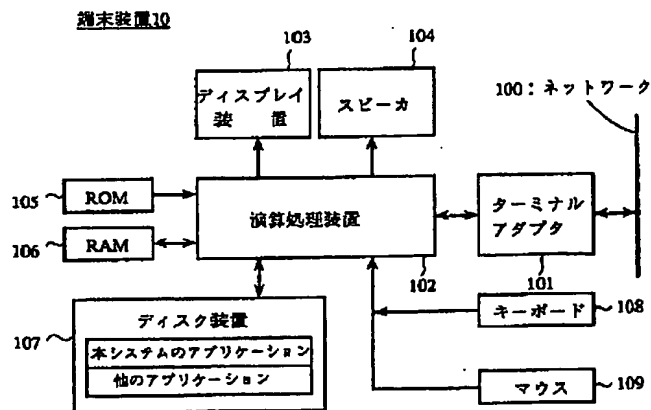 端末装置10
103
104
ディスプレイ
装 置
スピーカ
100：ネットワーク
105
ROM
106
RAM
演算処理装置
102
ターミナル
アダプタ
101
107
ディスク装置
本システムのアプリケーション
他のアプリケーション
キーボード
108
マウス
109